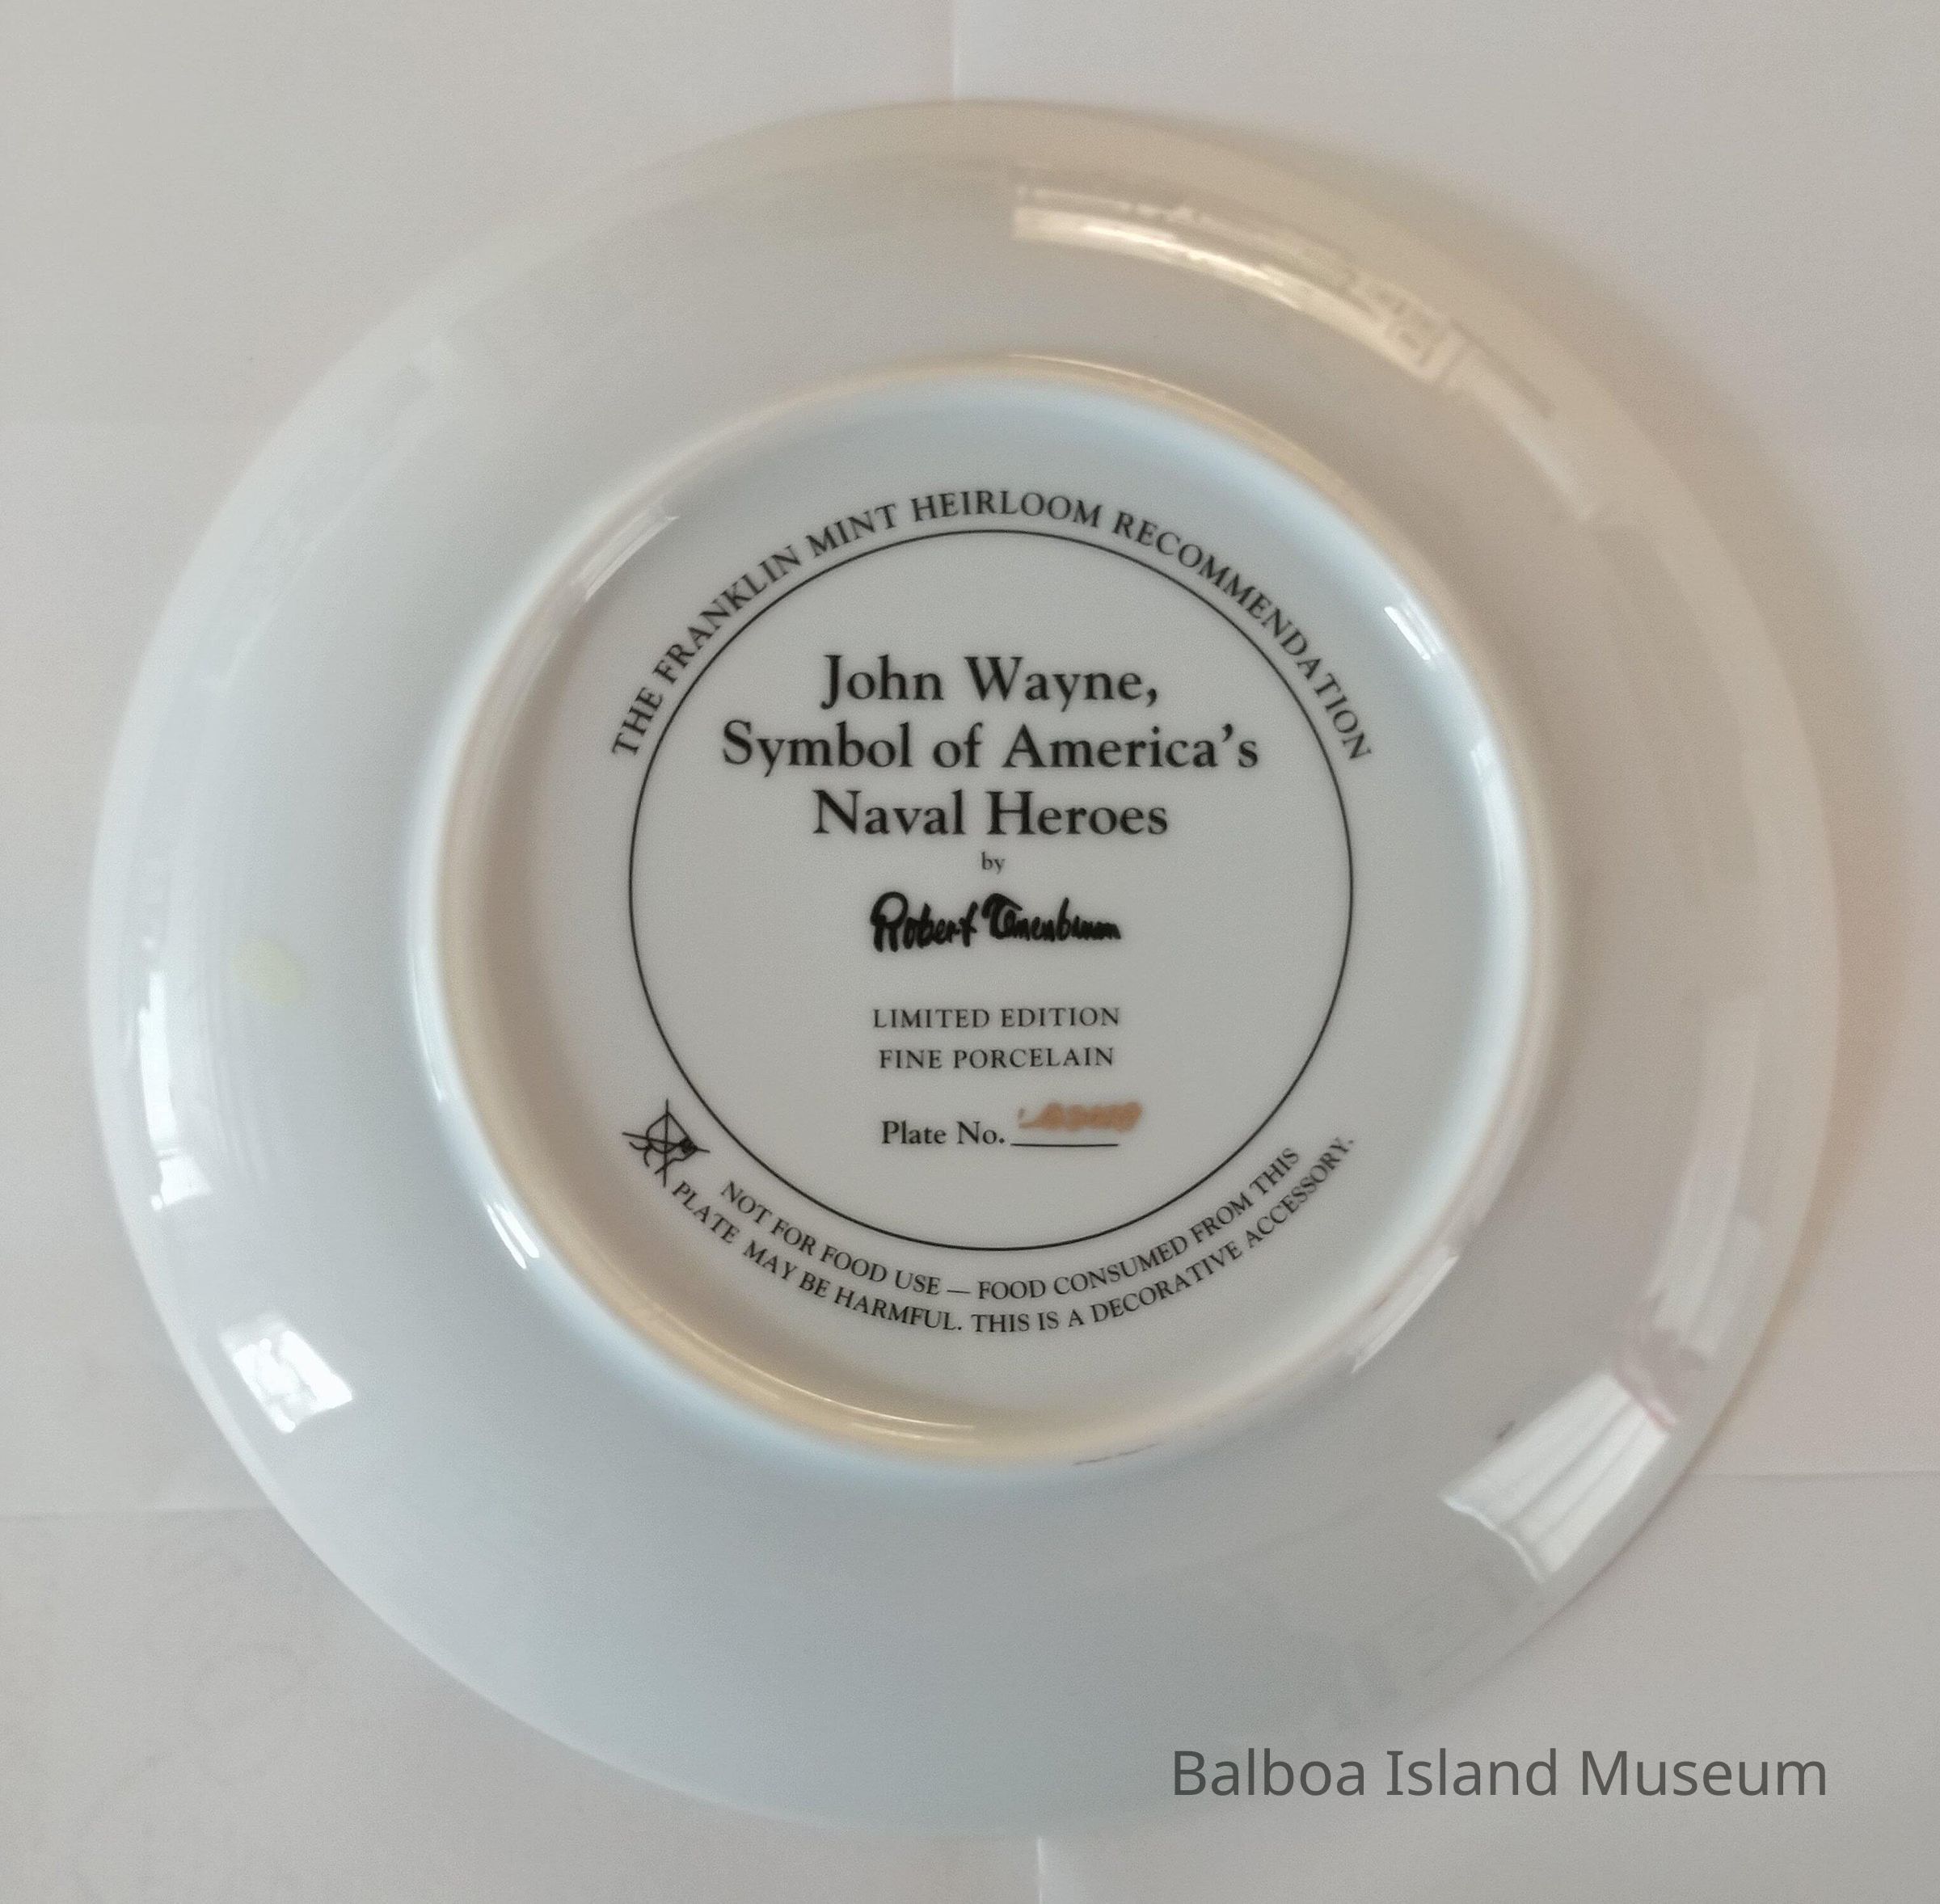 THE FRANKLIN MINT HEIRLOOM RECOMMENDATION
John Wayne,
Symbol of America's
Naval Heroes
by
Robert Tanenbaum
LIMITED EDITION
FINE PORCELAIN
Plate No.
NOT FOR FOOD USE — FOOD CONSUMED FROM THIS
PLATE MAY BE HARMFUL. THIS IS A DECORATIVE ACCESSORY.
Balboa Island Museum